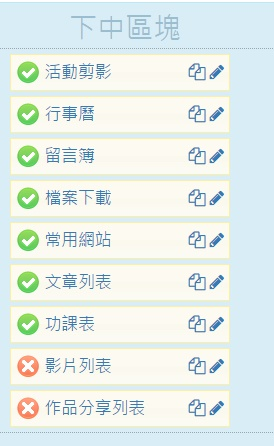 下中區塊
活動剪影
行事曆
留言簿
檔案下載
常用網站
文章列表
功課表
影片列表
作品分享列表